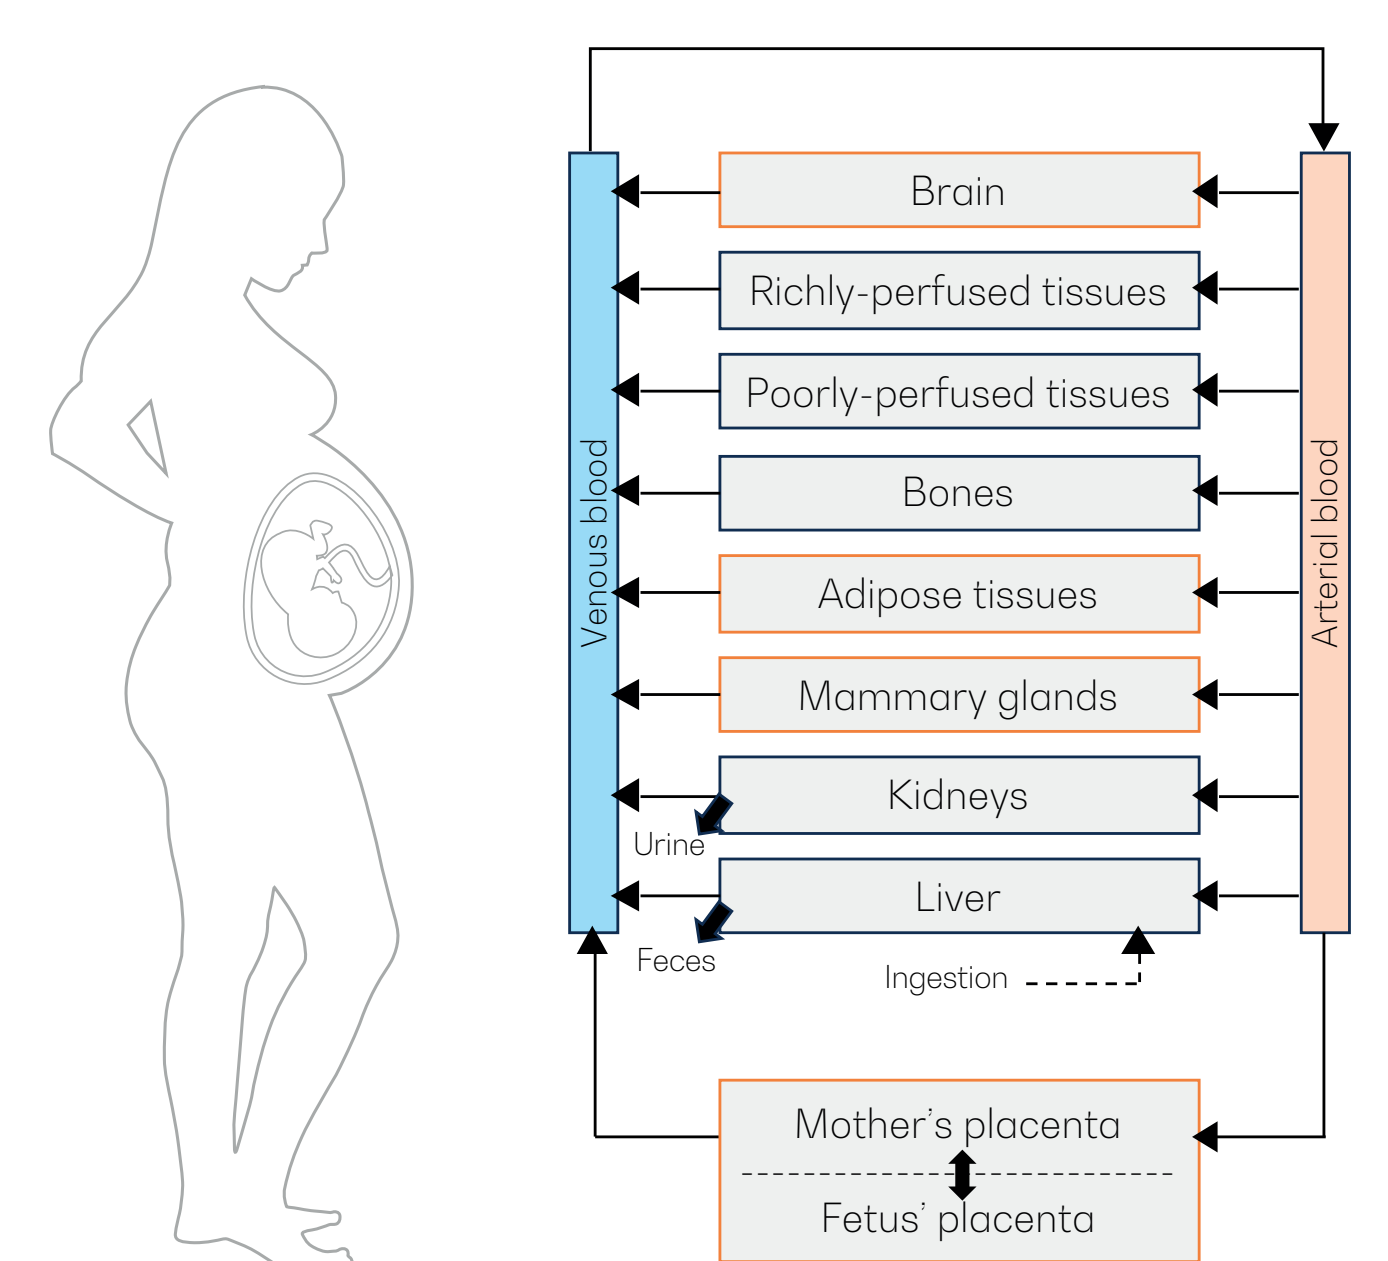 Brain
Richly-perfused tissues
Poorly-perfused tissues
Bones
Adipose tissues
Mammary glands
Kidneys
Liver
Venous blood
Arterial blood
Urine
Feces
Ingestion
Mother’s placenta
Fetus’ placenta